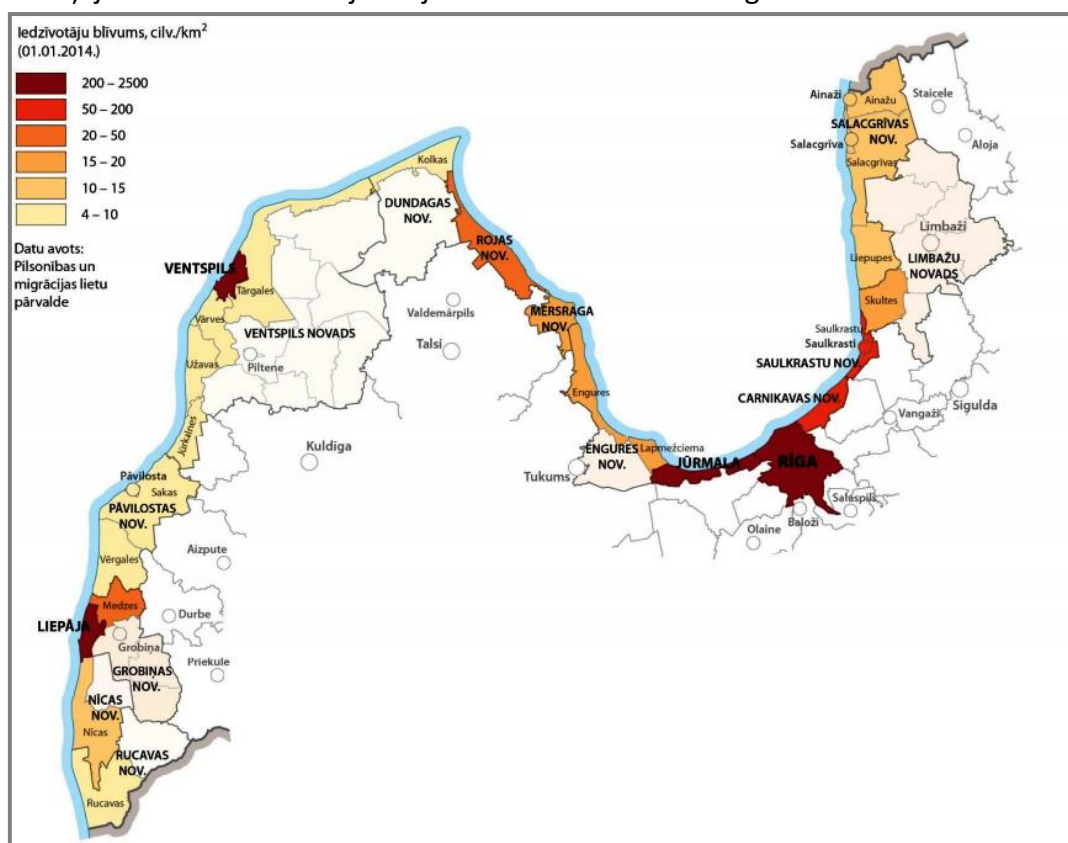 Iedzīvotāju blīvums, cilv./km²
(01.01.2014.)
200 – 2500
50 – 200
20 – 50
15 – 20
10 – 15
4 – 10
Datu avots:
Pilsonības un
migrācijas lietu
pārvalde
Ainaži
Ainažu
Staicele
SALACGRĪVAS
NOV.
Salacgrīva
Aloja
Salacgrīvas
Kolkas
DUNDAGAS
NOV.
Limbaži
LIMBAŽU
NOVADS
ROJAS
NOV.
Liepupes
VENTSPILS
Tārgales
Skultes
Valdemārpils
MĒRSRAGA
NOV.
Vārves
VENTSPILS NOVADS
Saulkrastu
Saulkrasti
Talsi
Piltene
SAULKRASTU NOV.
Užavas
Engures
CARNIKAVAS NOV.
Sigulda
Vangaži
Jūrkalnes
Kuldīga
ENGURES
NOV.
Lapmežciema
JŪRMALA
RĪGA
Tukums
Pāvilosta
Sakas
Salaspils
PĀVILOSTAS
NOV.
Baloži
Olaine
Aizpute
Vērgales
Medzes
Durbe
LIEPĀJA
Grobiņa
Priekule
GROBIŅAS
NOV.
NĪCAS
NOV.
Nīcas
RUCAVAS
NOV.
Rucavas